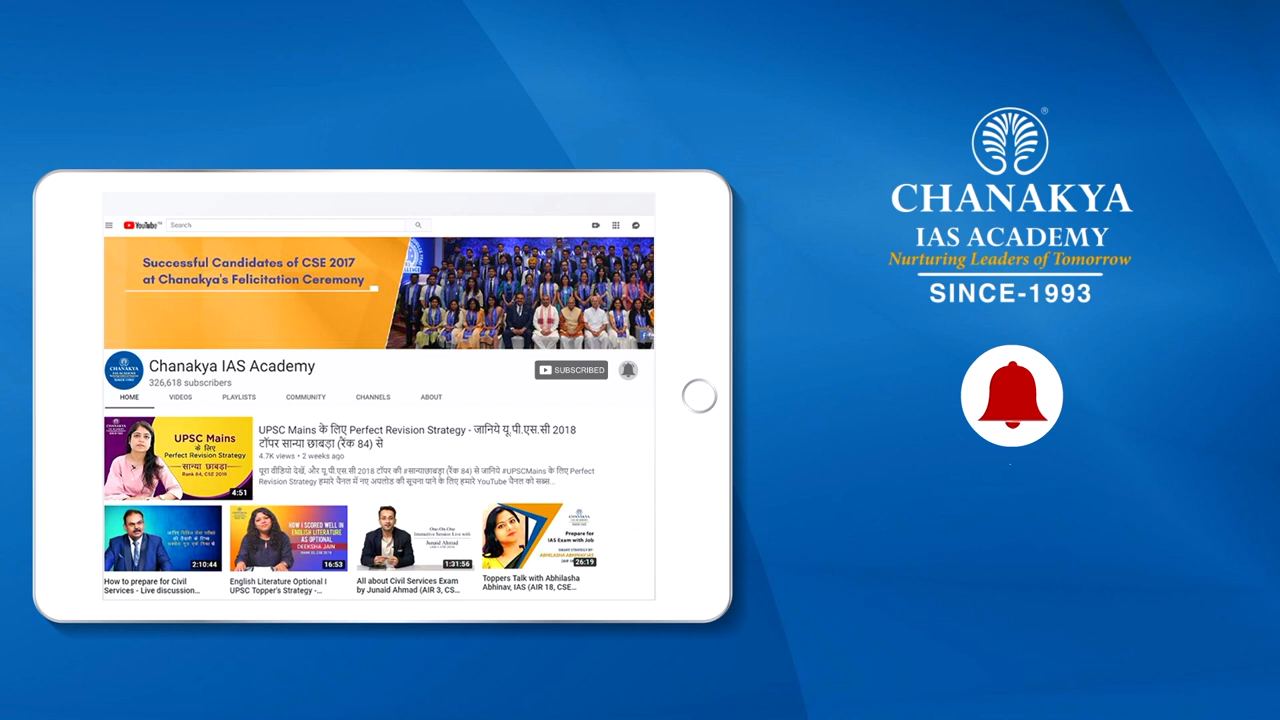 YouTube
Search
Successful Candidates of CSE 2017
at Chanakya's Felicitation Ceremony
Chanakya IAS Academy
326,618 subscribers
SUBSCRIBED
HOME VIDEOS PLAYLISTS COMMUNITY CHANNELS ABOUT
UPSC Mains
के लिए
Perfect Revision Strategy
सान्या छाबड़ा
Rank 84, CSE 2018
4:51
UPSC Mains के लिए Perfect Revision Strategy - जानिये यू.पी.एस.सी 2018
टॉपर सान्या छाबड़ा (रैंक 84) से
4.7K views • 2 weeks ago
पूरा वीडियो देखें, और यू.पी.एस.सी 2018 टॉपर की #सान्याछाबड़ा (रैंक 84) से जानिये #UPSCMains के लिए Perfect
Revision Strategy हमारे चैनल में नए अपलोड की सूचना पाने के लिए हमारे YouTube चैनल को सब्स...
2:10:44
How to prepare for Civil
Services - Live discussion...
HOW I SCORED WELL IN
ENGLISH LITERATURE
AS OPTIONAL
DEEKSHA JAIN
16:53
English Literature Optional I
UPSC Topper's Strategy -...
One-On-One
Interactive Session Live with
Junaid Ahmad
1:31:56
All about Civil Services Exam
by Junaid Ahmad (AIR 3, CS...
Prepare for
IAS Exam with Job
SMART STRATEGY BY
ABHILASHA ABHINAV IAS
26:19
Toppers Talk with Abhilasha
Abhinav, IAS (AIR 18, CSE...
CHANAKYA
IAS ACADEMY
Nurturing Leaders of Tomorrow
SINCE-1993